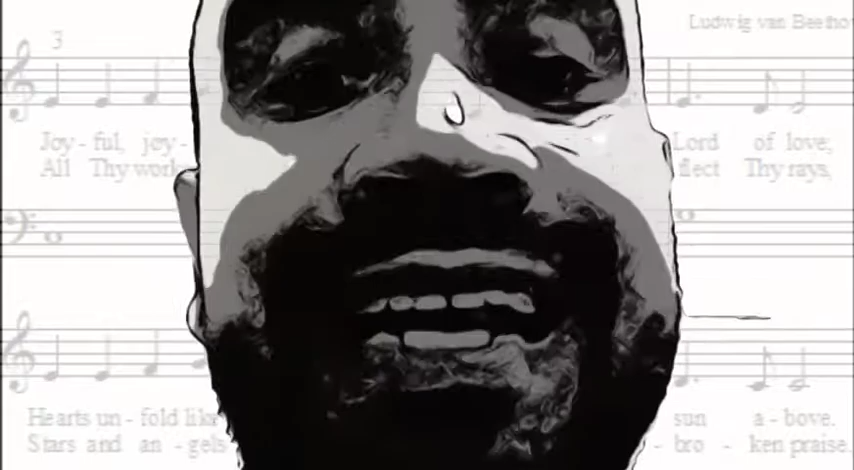 Ludwig van Beetho
3
Joy - ful, joy - Lord of love;
All Thy works flect Thy rays,
Hearts un - fold like sun a - bove.
Stars and an - gels - bro - ken praise.